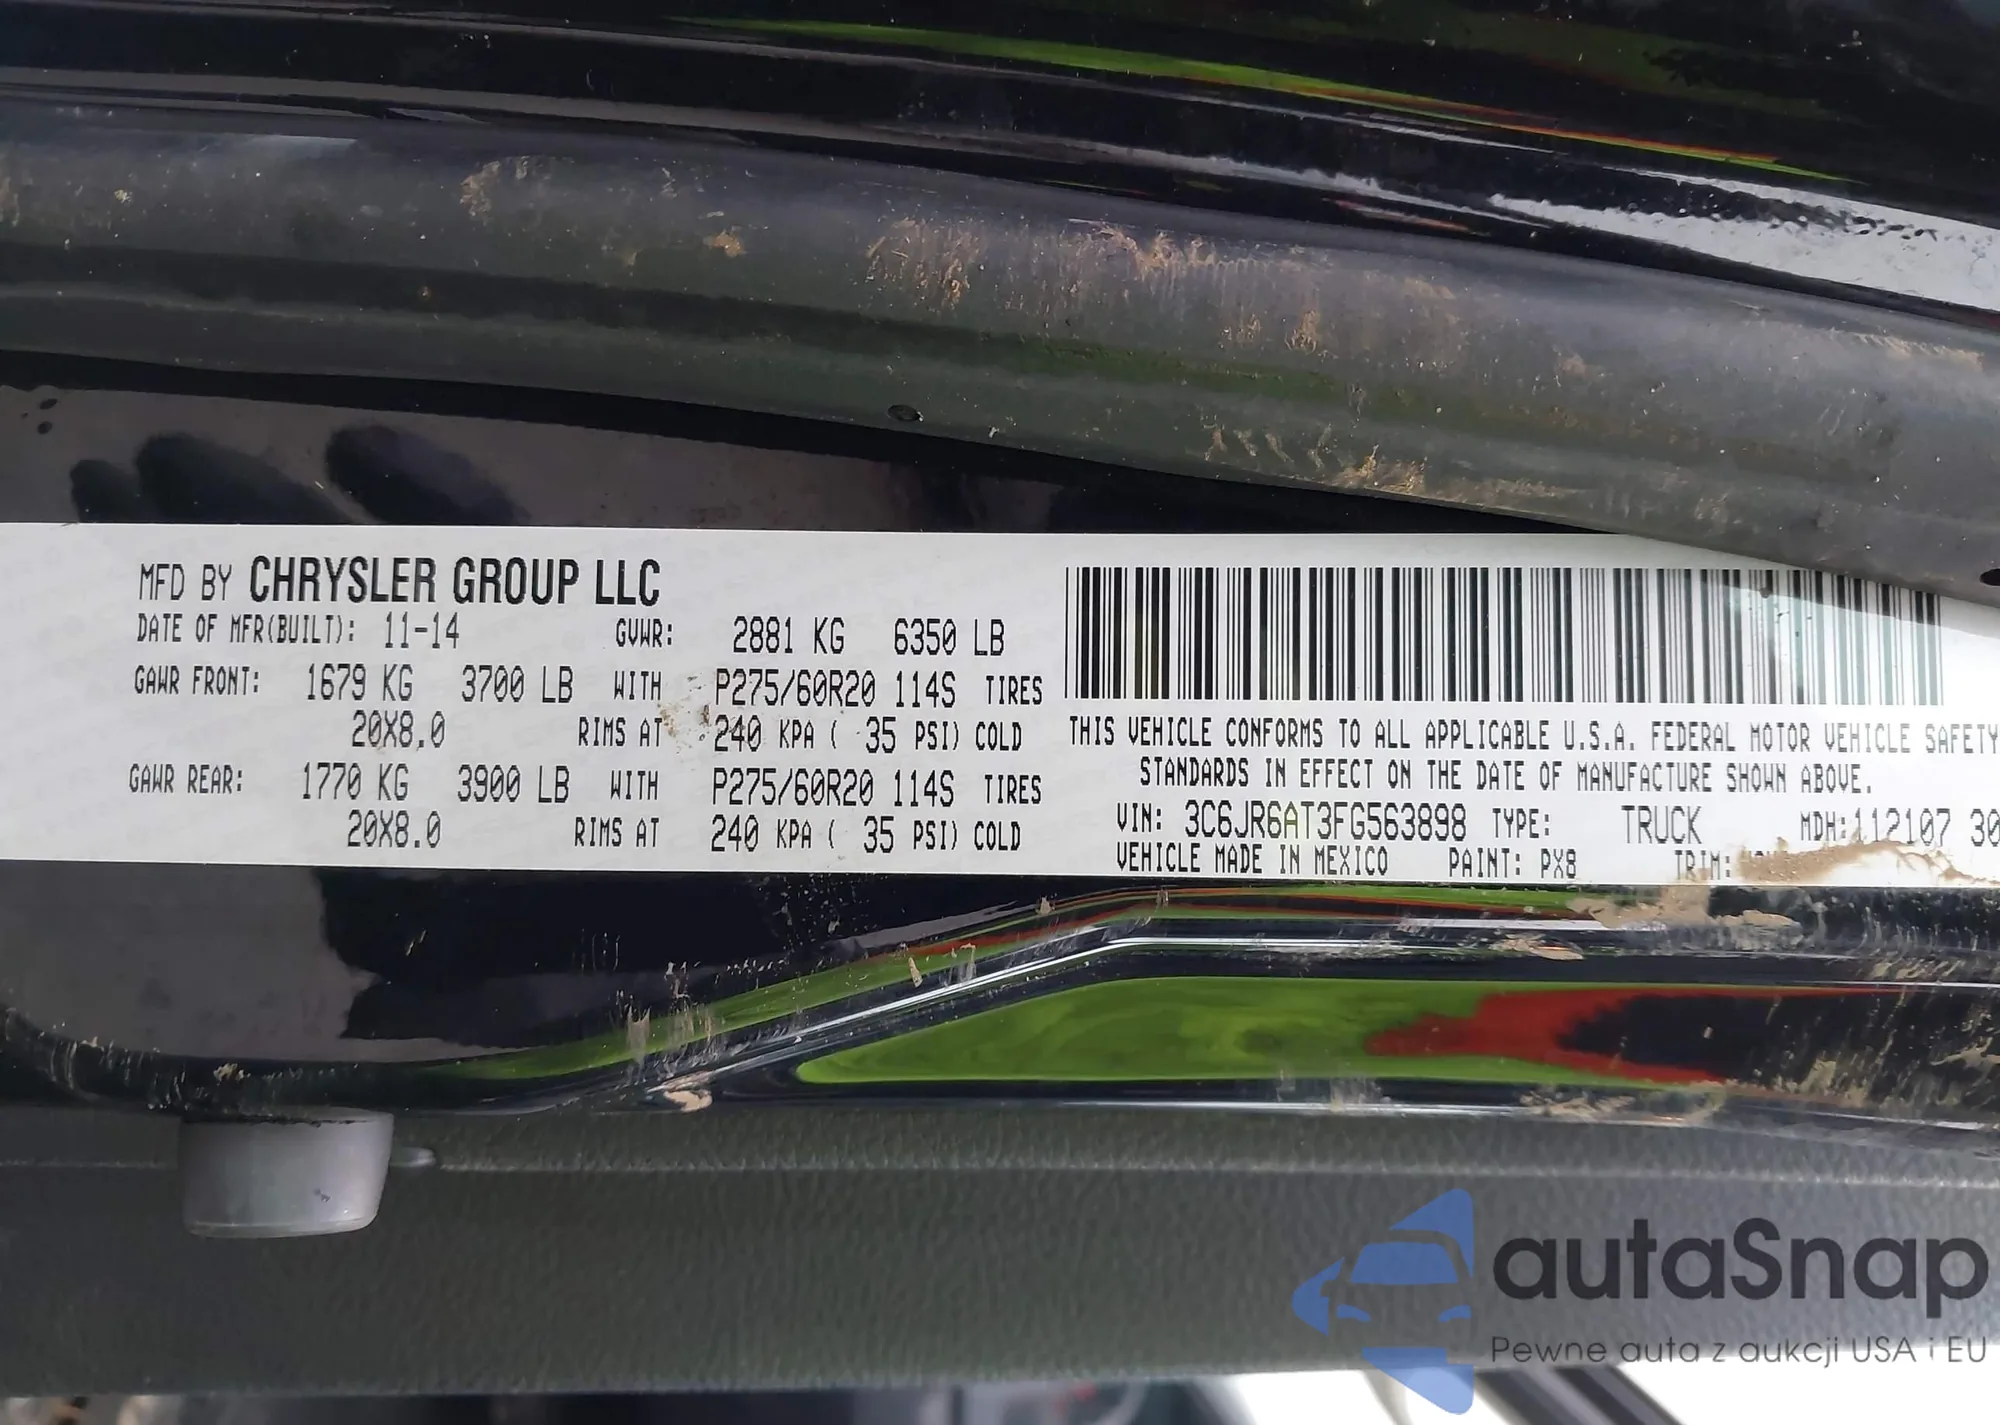 MFD BY CHRYSLER GROUP LLC
DATE OF MFR(BUILT): 11-14 GVWR: 2881 KG 6350 LB
GAWR FRONT: 1679 KG 3700 LB WITH P275/60R20 114S TIRES
20X8.0 RIMS AT 240 KPA ( 35 PSI) COLD
GAWR REAR: 1770 KG 3900 LB WITH P275/60R20 114S TIRES
20X8.0 RIMS AT 240 KPA ( 35 PSI) COLD
THIS VEHICLE CONFORMS TO ALL APPLICABLE U.S.A. FEDERAL MOTOR VEHICLE SAFETY
STANDARDS IN EFFECT ON THE DATE OF MANUFACTURE SHOWN ABOVE.
VIN: 3C6JR6AT3FG563898 TYPE: TRUCK MDH:112107 30
VEHICLE MADE IN MEXICO PAINT: PX8 TRIM:
autaSnap
Pewne auta z aukcji USA i EU